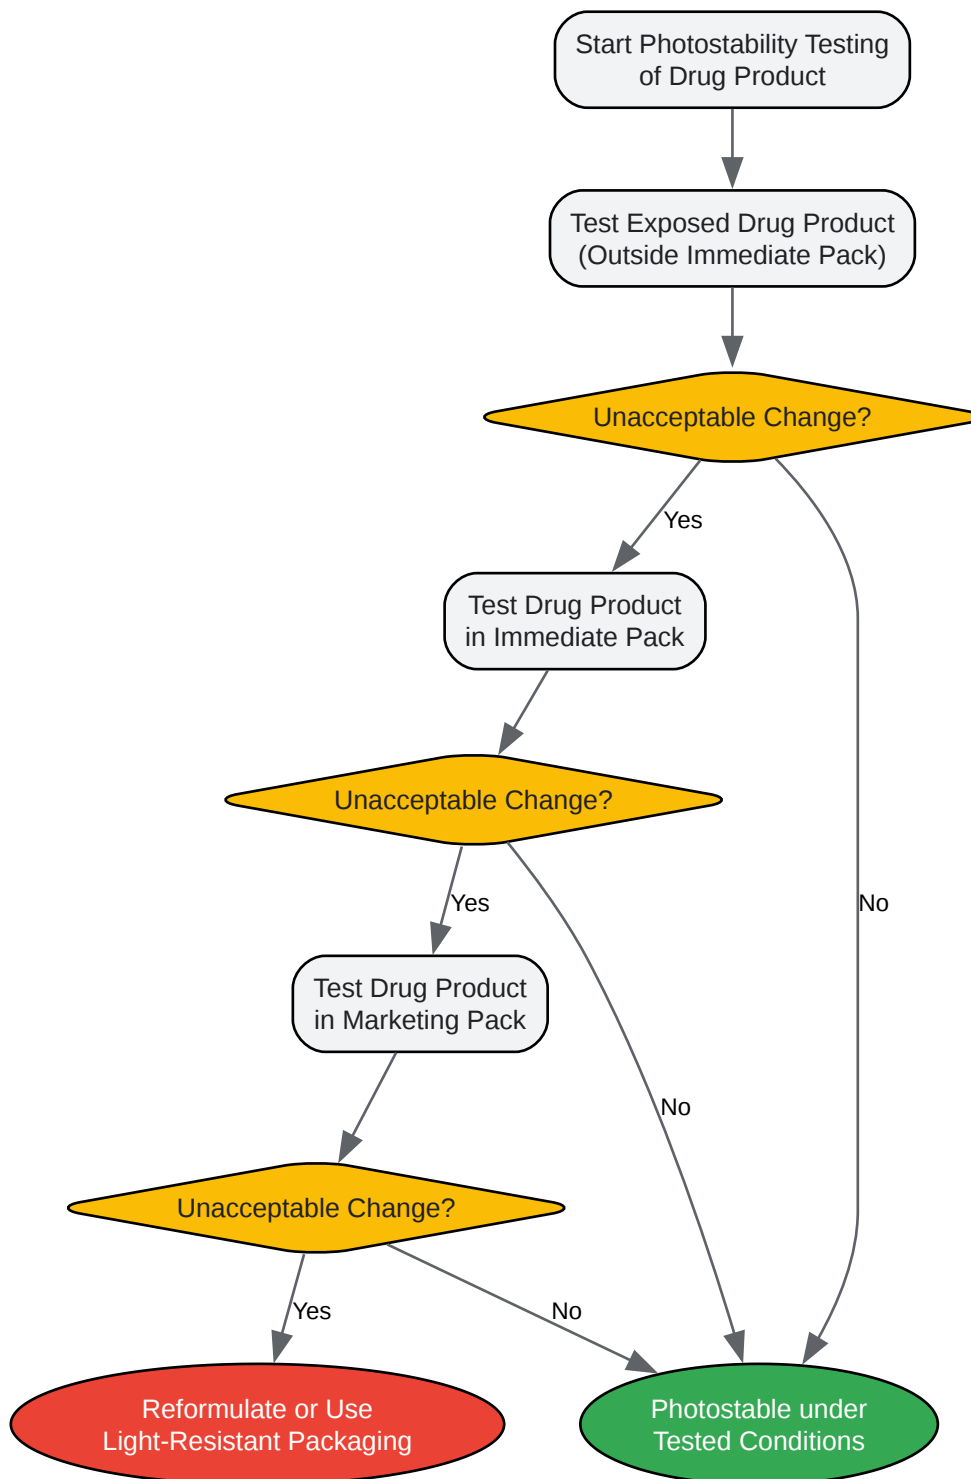 Start Photostability Testing
of Drug Product
Test Exposed Drug Product
(Outside Immediate Pack)
Unacceptable Change?
Yes
Test Drug Product
in Immediate Pack
Unacceptable Change?
Yes
No
Test Drug Product
in Marketing Pack
No
Unacceptable Change?
Yes
No
Reformulate or Use
Light-Resistant Packaging
Photostable under
Tested Conditions